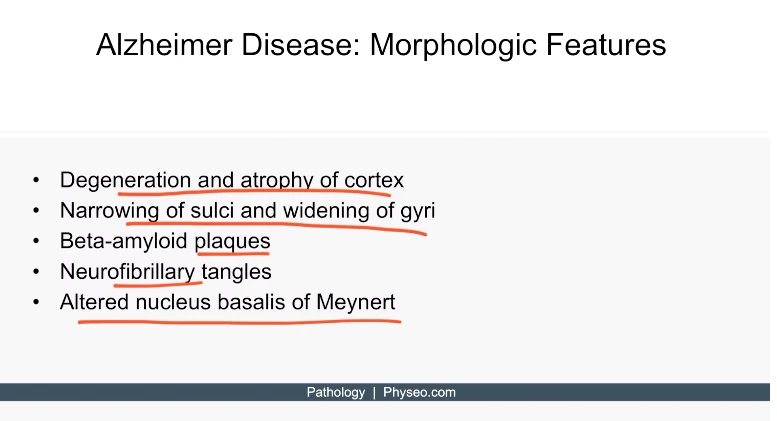 Alzheimer Disease: Morphologic Features
• Degeneration and atrophy of cortex
• Narrowing of sulci and widening of gyri
• Beta-amyloid plaques
• Neurofibrillary tangles
• Altered nucleus basalis of Meynert
Pathology | Physeo.com